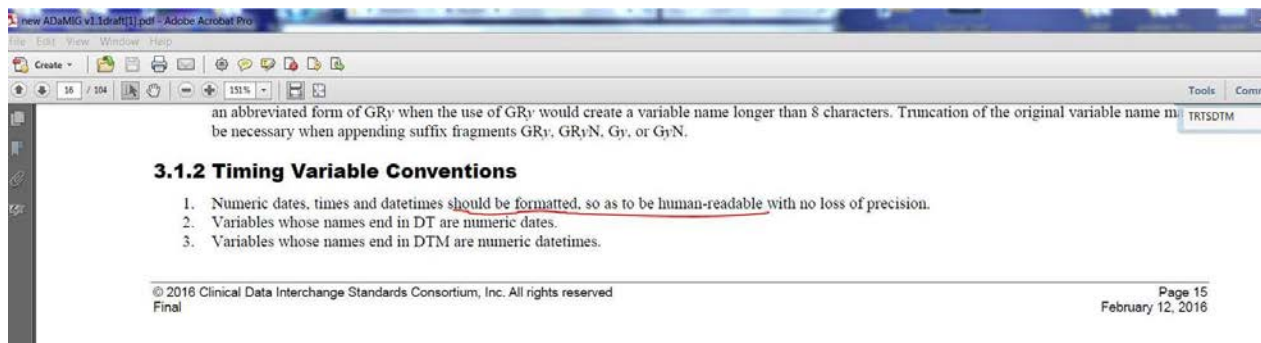 new ADaMIG v1.1draft[1].pdf - Adobe Acrobat Pro
File Edit View Window Help
Create
16 / 104 151% Tools Comm
an abbreviated form of GRy when the use of GRy would create a variable name longer than 8 characters. Truncation of the original variable name ma
TRTSDTM
be necessary when appending suffix fragments GRy, GRyN, Gy, or GyN.
3.1.2 Timing Variable Conventions
1. Numeric dates, times and datetimes should be formatted, so as to be human-readable with no loss of precision.
2. Variables whose names end in DT are numeric dates.
3. Variables whose names end in DTM are numeric datetimes.
© 2016 Clinical Data Interchange Standards Consortium, Inc. All rights reserved Page 15
Final February 12, 2016